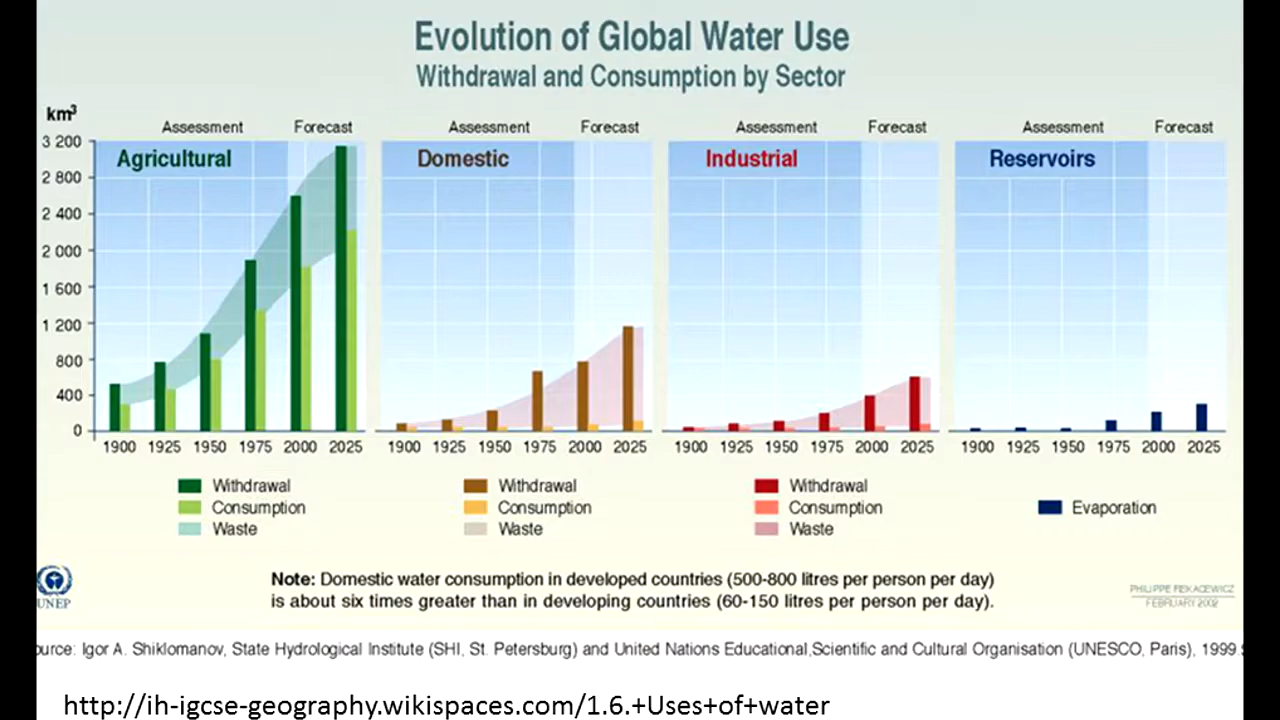 Evolution of Global Water Use
Withdrawal and Consumption by Sector
km³
Assessment Forecast Assessment Forecast Assessment Forecast Assessment Forecast
3 200
Agricultural Domestic Industrial Reservoirs
2 800
2 400
2 000
1 600
1 200
800
400
0
1900 1925 1950 1975 2000 2025 1900 1925 1950 1975 2000 2025 1900 1925 1950 1975 2000 2025 1900 1925 1950 1975 2000 2025
Withdrawal Withdrawal Withdrawal
Consumption Consumption Consumption Evaporation
Waste Waste Waste
Note: Domestic water consumption in developed countries (500-800 litres per person per day)
is about six times greater than in developing countries (60-150 litres per person per day).
UNEP
PHILIPPE
FEBRUARY 2002
ource: Igor A. Shiklomanov, State Hydrological Institute (SHI, St. Petersburg) and United Nations Educational,Scientific and Cultural Organisation (UNESCO, Paris), 1999.
http://ih-igcse-geography.wikispaces.com/1.6.+Uses+of+water